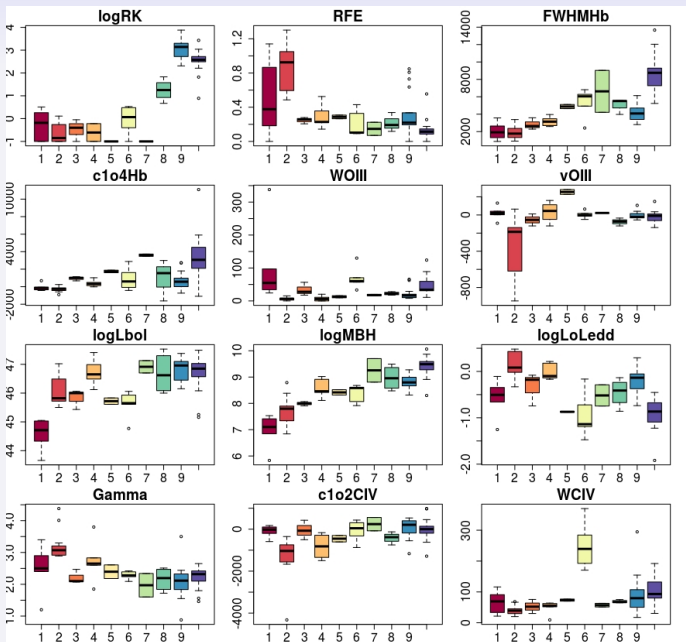 logRK RFE FWHMHb
4 3 2 1 0 -1
1.2 0.8 0.4 0.0
14000 8000 2000
1 2 3 4 5 6 7 8 9
1 2 3 4 5 6 7 8 9
1 2 3 4 5 6 7 8 9
c1o4Hb WOIII vOIII
10000 4000 -2000
300 200 100 0
0 -400 -800
1 2 3 4 5 6 7 8 9
1 2 3 4 5 6 7 8 9
1 2 3 4 5 6 7 8 9
logLbol logMBH logLoLedd
47 46 45 44
10 9 8 7 6
0.0 -1.0 -2.0
1 2 3 4 5 6 7 8 9
1 2 3 4 5 6 7 8 9
1 2 3 4 5 6 7 8 9
Gamma c1o2CIV WCIV
4.0 3.0 2.0 1.0
0 -2000 -4000
300 100 0
1 2 3 4 5 6 7 8 9
1 2 3 4 5 6 7 8 9
1 2 3 4 5 6 7 8 9